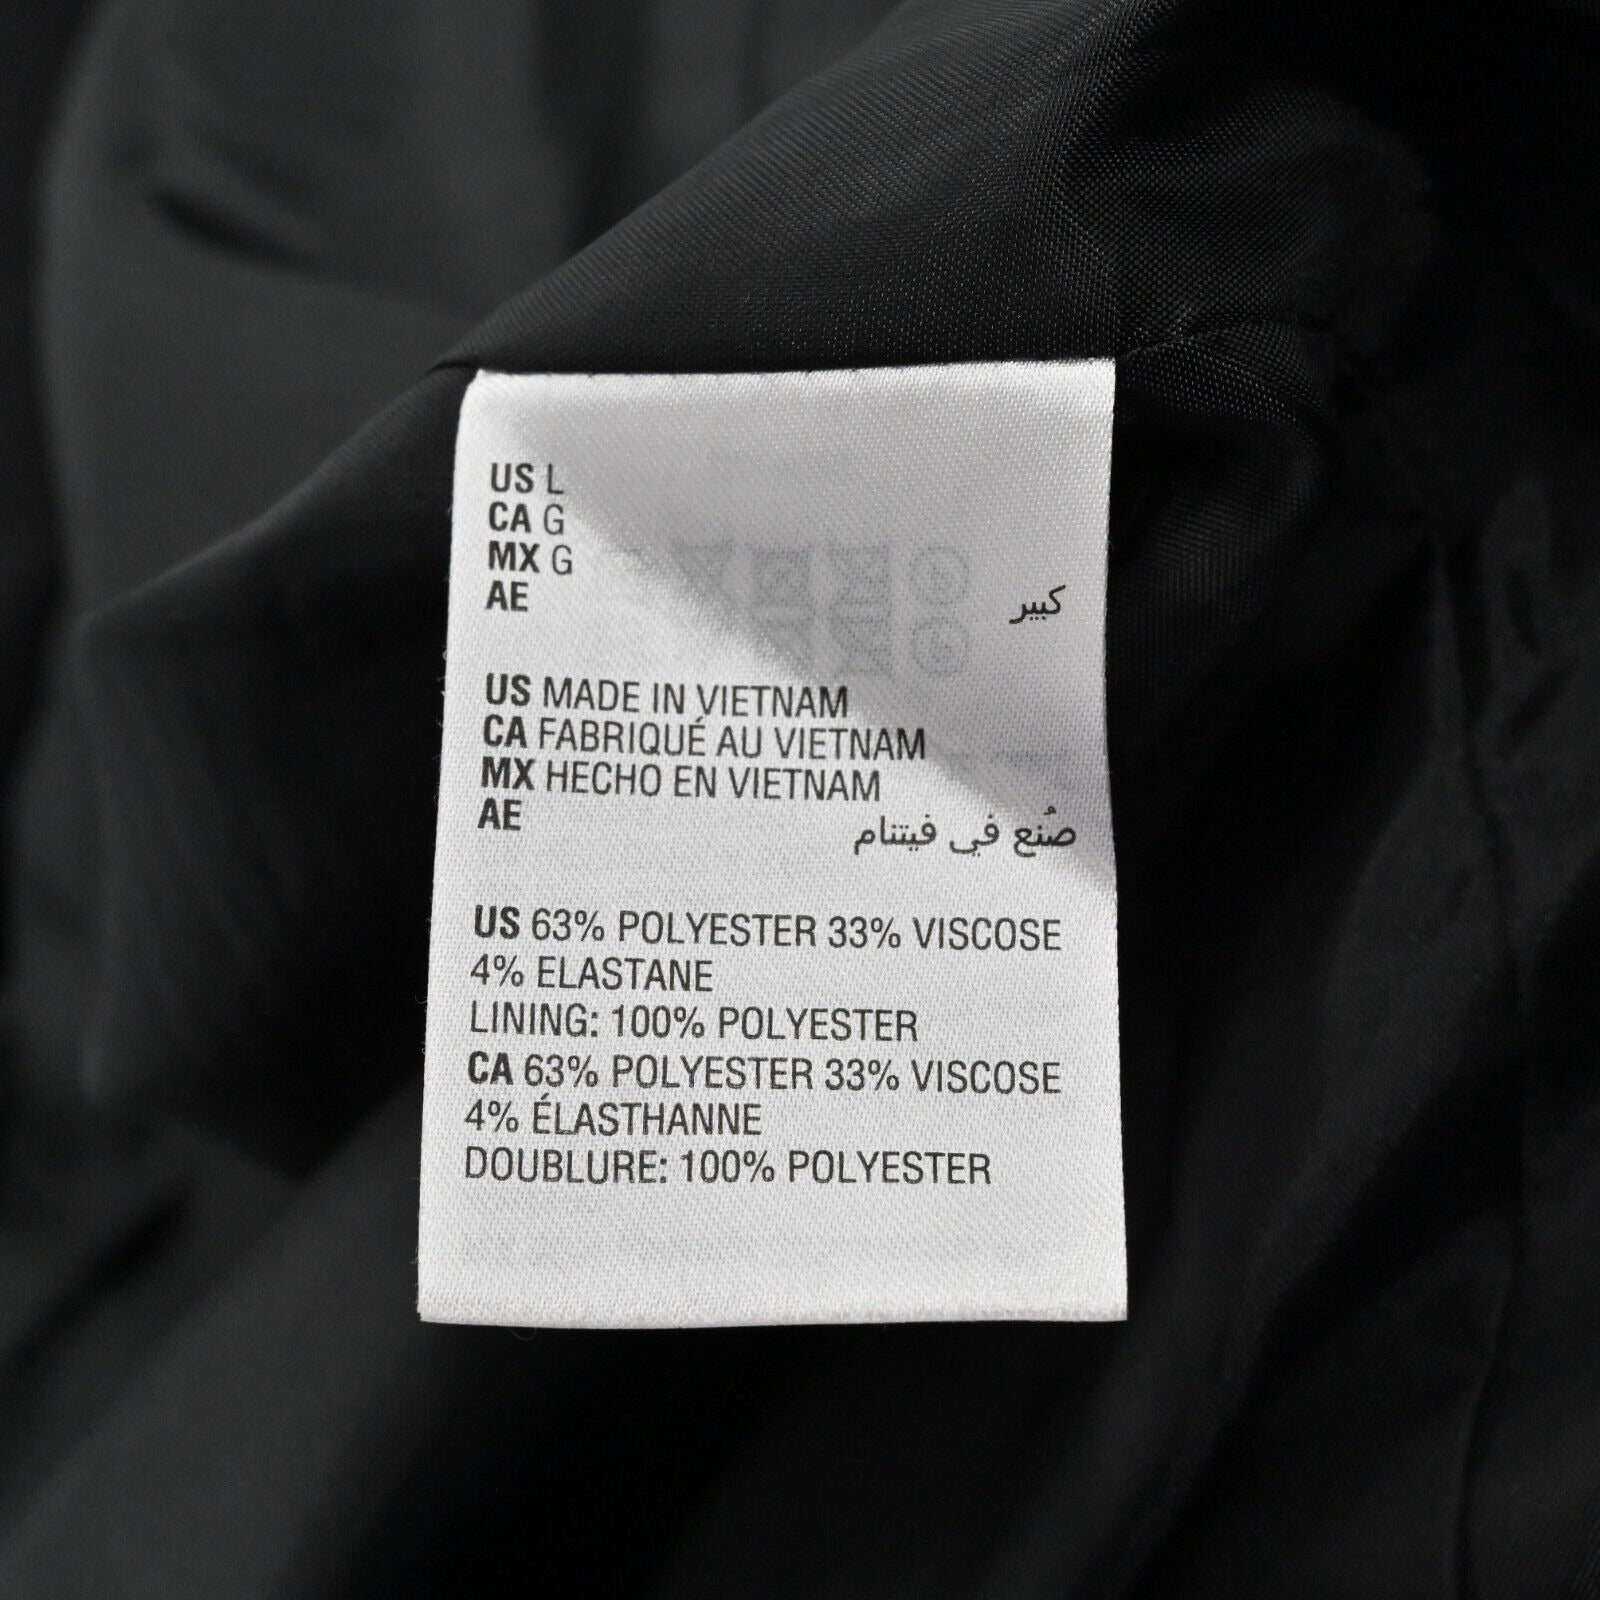 US L
CA G
MX G
AE كبير
US MADE IN VIETNAM
CA FABRIQUÉ AU VIETNAM
MX HECHO EN VIETNAM
AE صُنع في فيتنام
US 63% POLYESTER 33% VISCOSE
4% ELASTANE
LINING: 100% POLYESTER
CA 63% POLYESTER 33% VISCOSE
4% ÉLASTHANNE
DOUBLURE: 100% POLYESTER